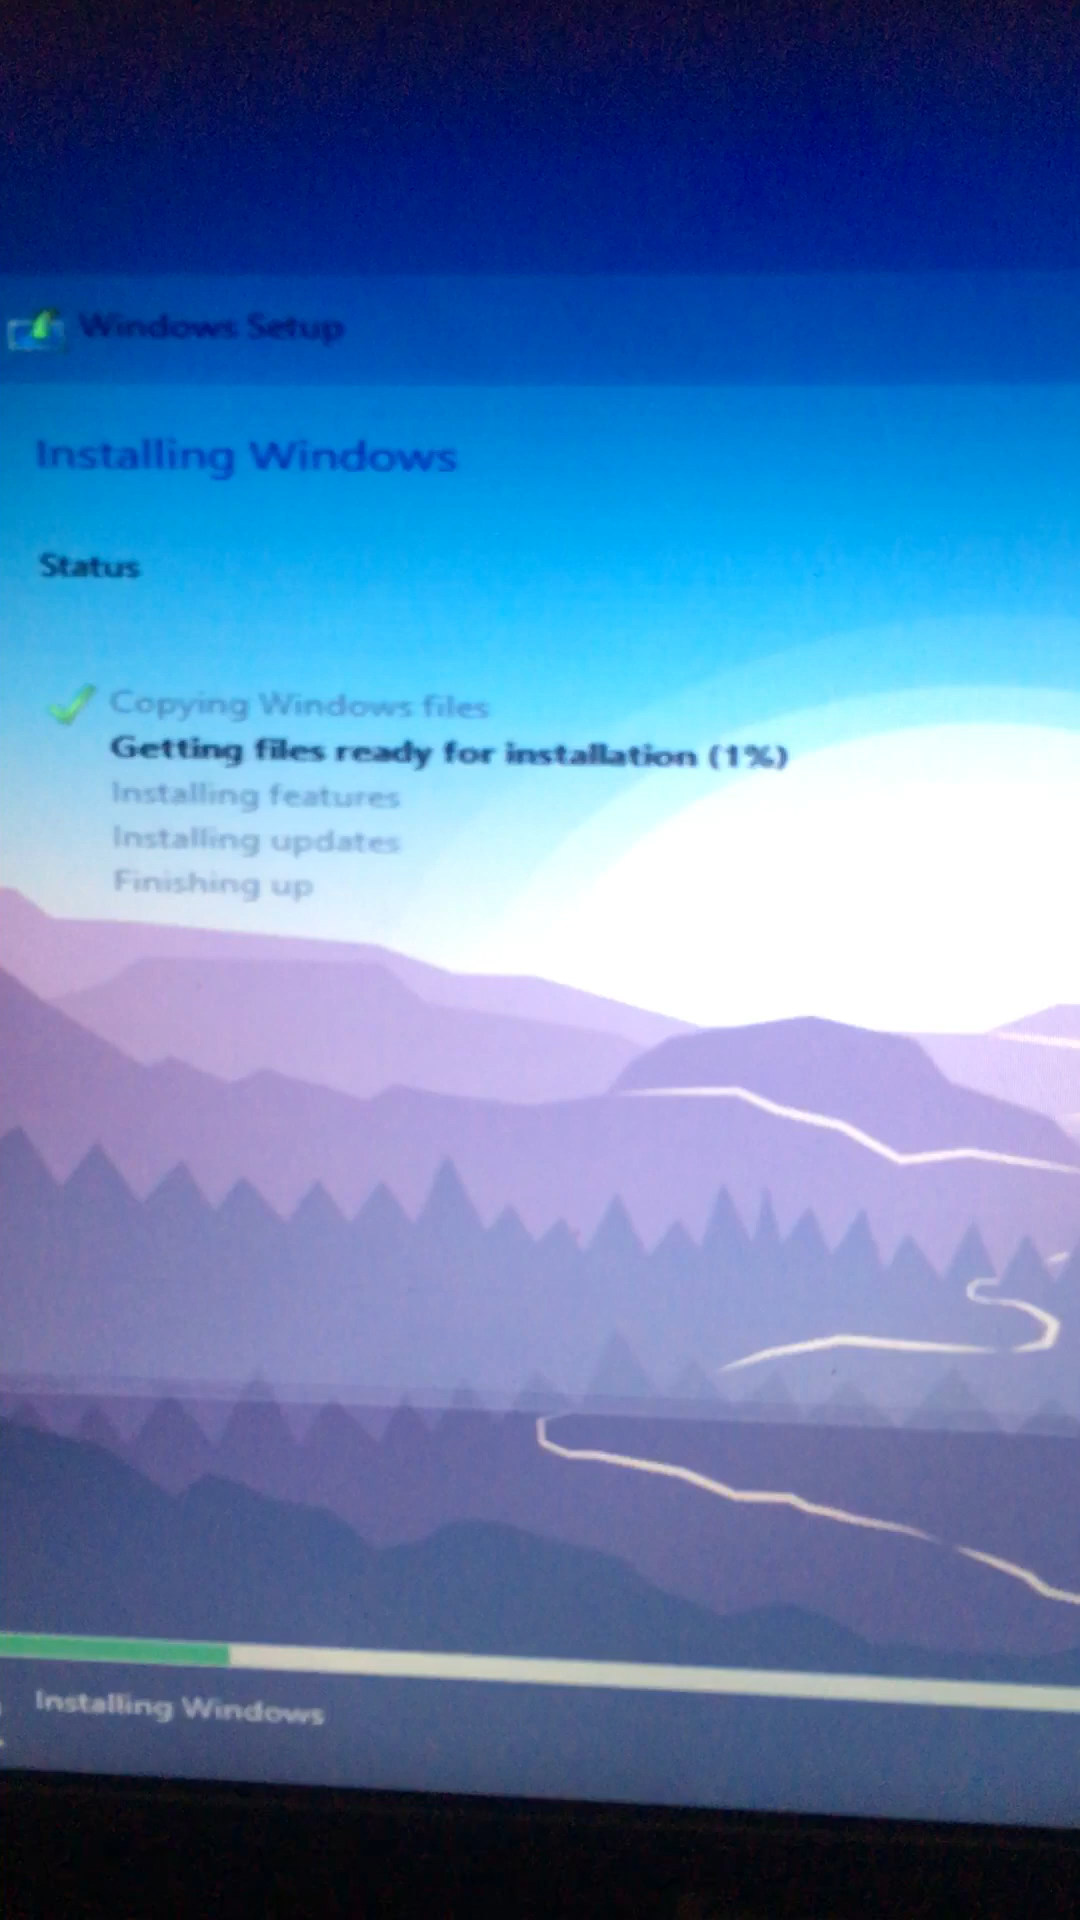 Windows Setup
Installing Windows
Status
Copying Windows files
Getting files ready for installation (1%)
Installing features
Installing updates
Finishing up
Installing Windows